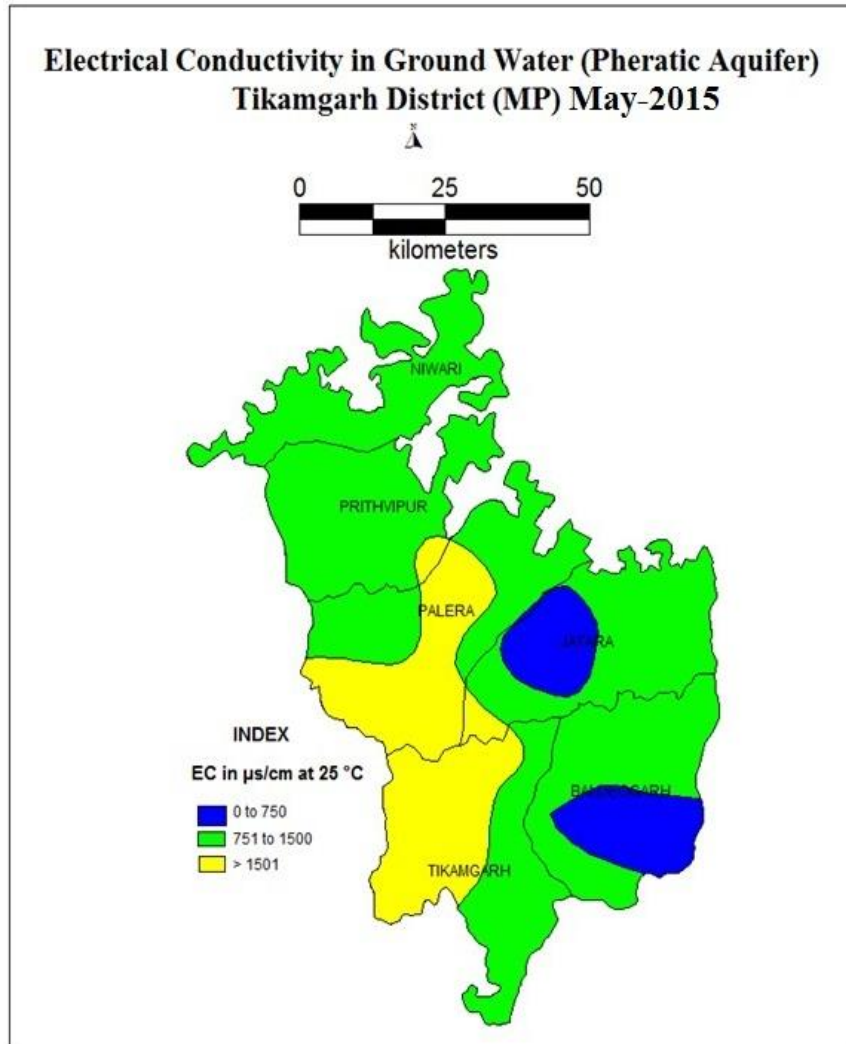 Electrical Conductivity in Ground Water (Pheratic Aquifer)
Tikamgarh District (MP) May-2015
N
0 25 50
kilometers
NIWARI
PRITHVIPUR
PALERA
JATARA
INDEX
EC in µs/cm at 25 °C
0 to 750
751 to 1500
> 1501
TIKAMGARH